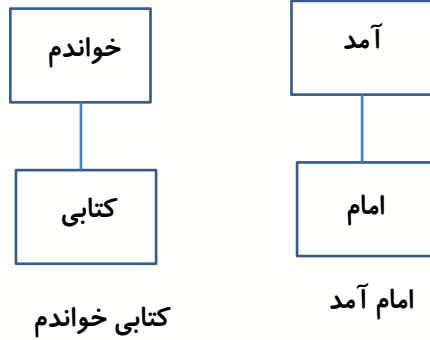 آمد
امام
امام آمد
خواندم
کتابی
کتابی خواندم